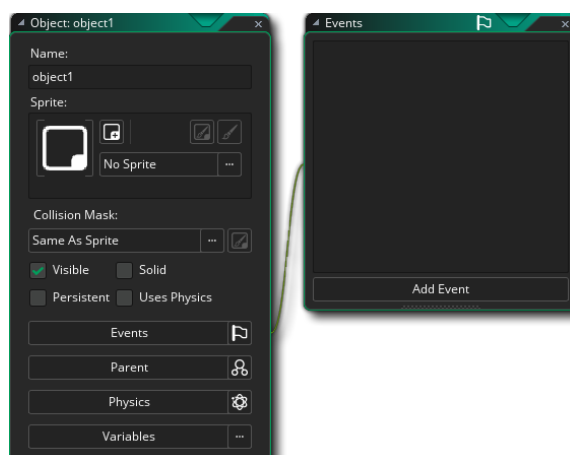 Object: object1
Name:
object1
Sprite:
No Sprite
Collision Mask:
Same As Sprite
Visible Solid
Persistent Uses Physics
Events
Parent
Physics
Variables
Events
Add Event